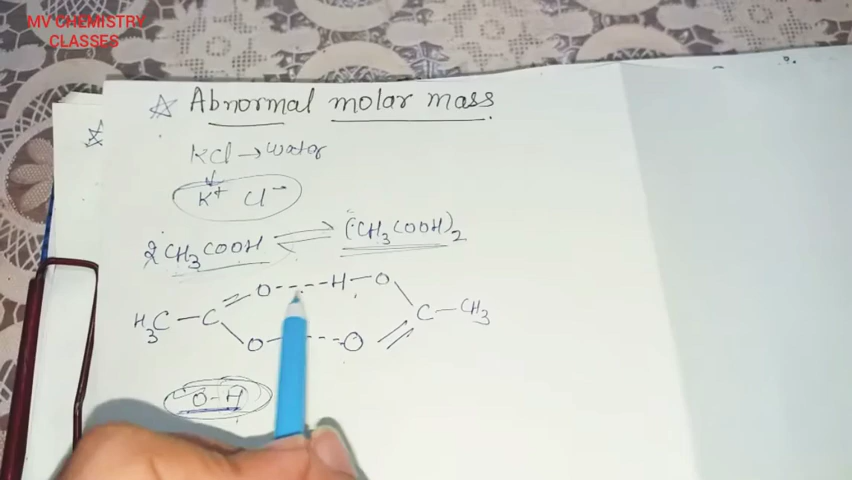 MV CHEMISTRY
CLASSES
☆ Abnormal molar mass
KCl → water
↓
K⁺ Cl⁻
2CH₃COOH ⇌ (CH₃COOH)₂
O---H-O
H₃C-C C-CH₃
O- --O
O-H